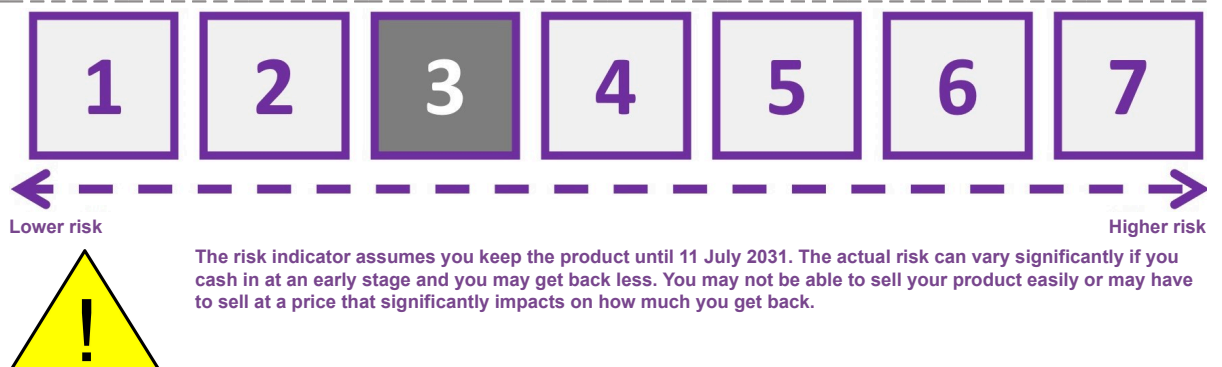 1 2 3 4 5 6 7
Lower risk Higher risk
The risk indicator assumes you keep the product until 11 July 2031. The actual risk can vary significantly if you
cash in at an early stage and you may get back less. You may not be able to sell your product easily or may have
to sell at a price that significantly impacts on how much you get back.
!